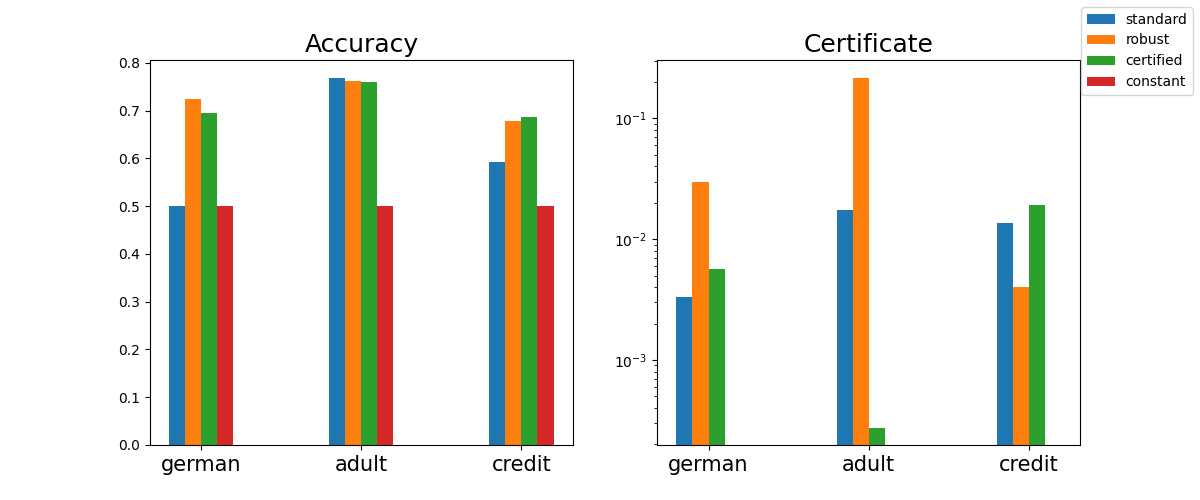 Accuracy
0.8
0.7
0.6
0.5
0.4
0.3
0.2
0.1
0.0
german adult credit
Certificate
10⁻¹
10⁻²
10⁻³
german adult credit
standard
robust
certified
constant